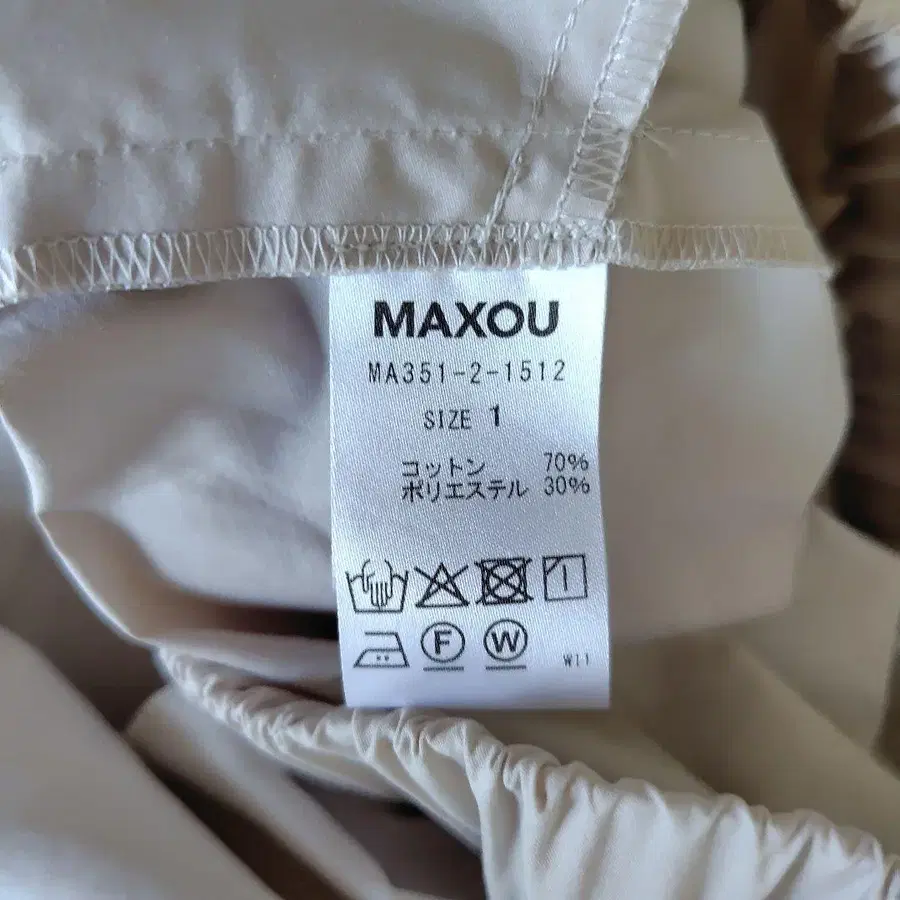 MAXOU
MA351-2-1512
SIZE 1
コットン 70%
ポリエステル 30%
F W
W11